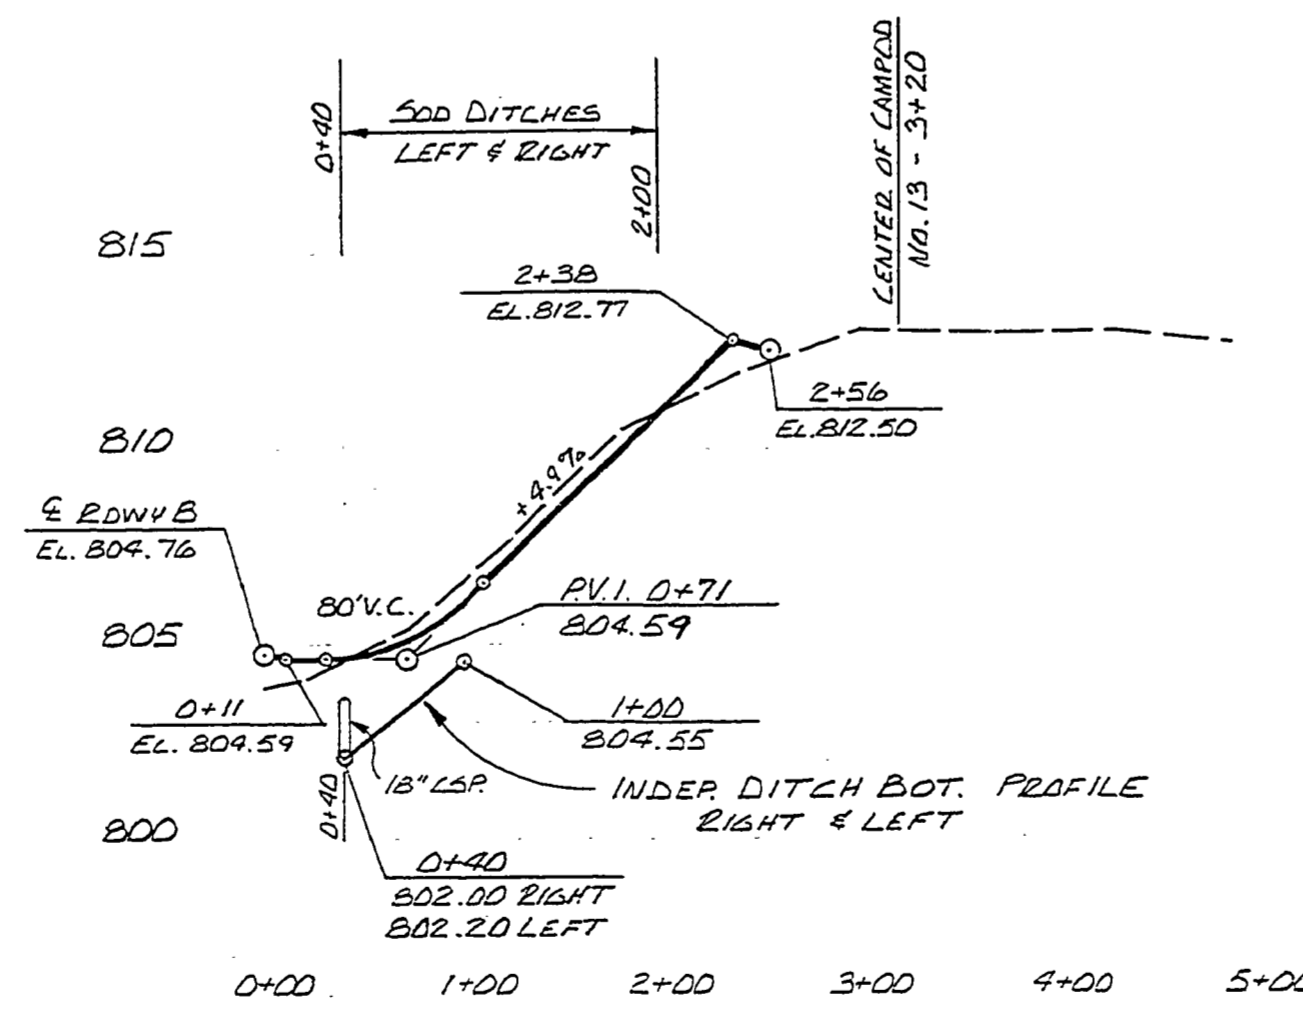 SOD DITCHES
LEFT & RIGHT
0+40
2+00
CENTER OF CAMPOD
NO. 13 - 3+20
815
2+38
EL. 812.77
2+56
EL. 812.50
810
+4.9%
℄ RDWY B
EL. 804.76
80' V.C.
P.V.I. 0+71
804.59
805
0+11
EL. 804.59
1+00
804.55
18" CSP.
INDEP. DITCH BOT. PROFILE
RIGHT & LEFT
0+40
800
0+40
802.00 RIGHT
802.20 LEFT
0+00 1+00 2+00 3+00 4+00 5+00